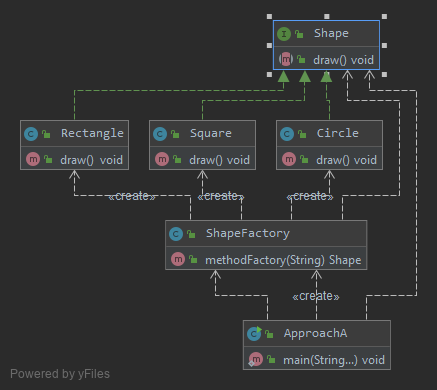 I Shape
m draw() void
C Rectangle
m draw() void
C Square
m draw() void
C Circle
m draw() void
«create»
«create»
«create»
C ShapeFactory
m methodFactory(String) Shape
«create»
C ApproachA
m main(String...) void
Powered by yFiles